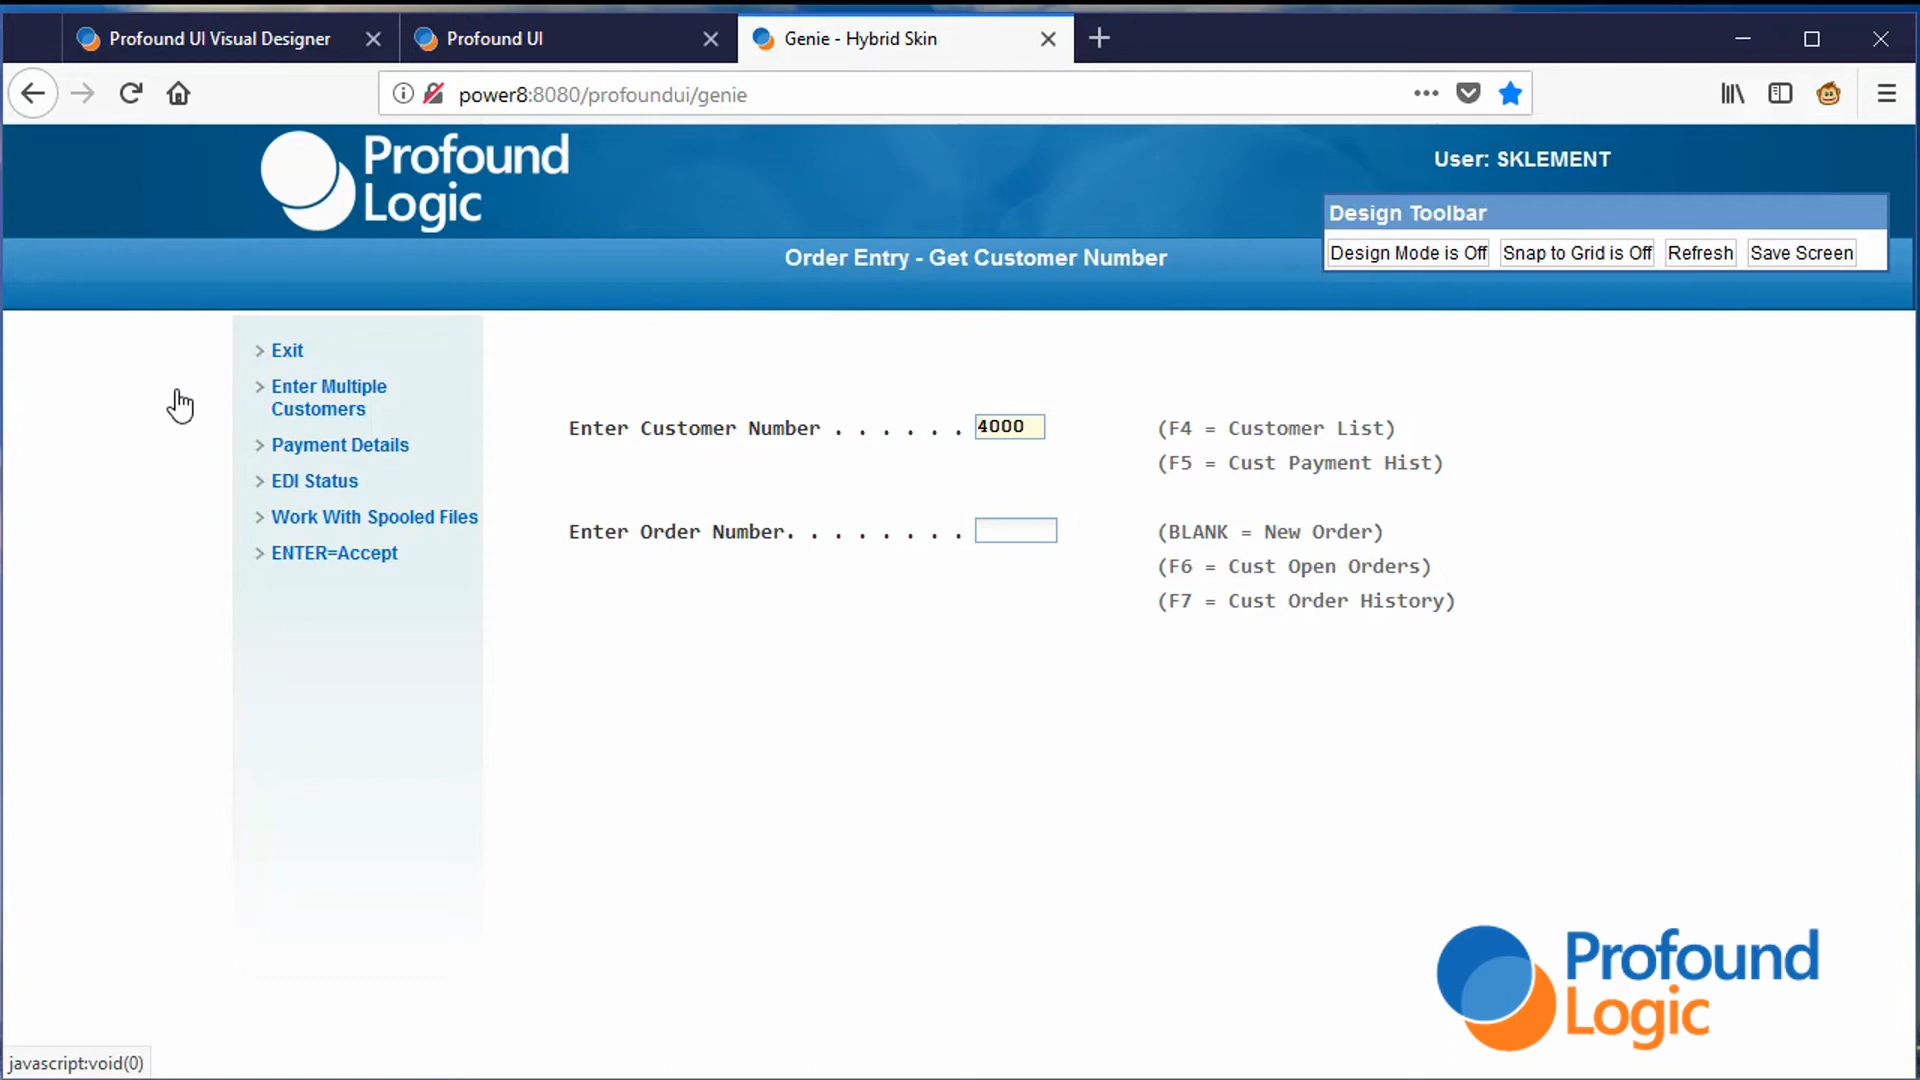 Profound UI Visual Designer
Profound UI
Genie - Hybrid Skin
power8:8080/profoundui/genie
Profound
Logic
User: SKLEMENT
Design Toolbar
Design Mode is Off Snap to Grid is Off Refresh Save Screen
Order Entry - Get Customer Number
> Exit
> Enter Multiple
Customers
> Payment Details
> EDI Status
> Work With Spooled Files
> ENTER=Accept
Enter Customer Number . . . . . . 4000 (F4 = Customer List)
(F5 = Cust Payment Hist)
Enter Order Number. . . . . . . . (BLANK = New Order)
(F6 = Cust Open Orders)
(F7 = Cust Order History)
Profound
Logic
javascript:void(0)